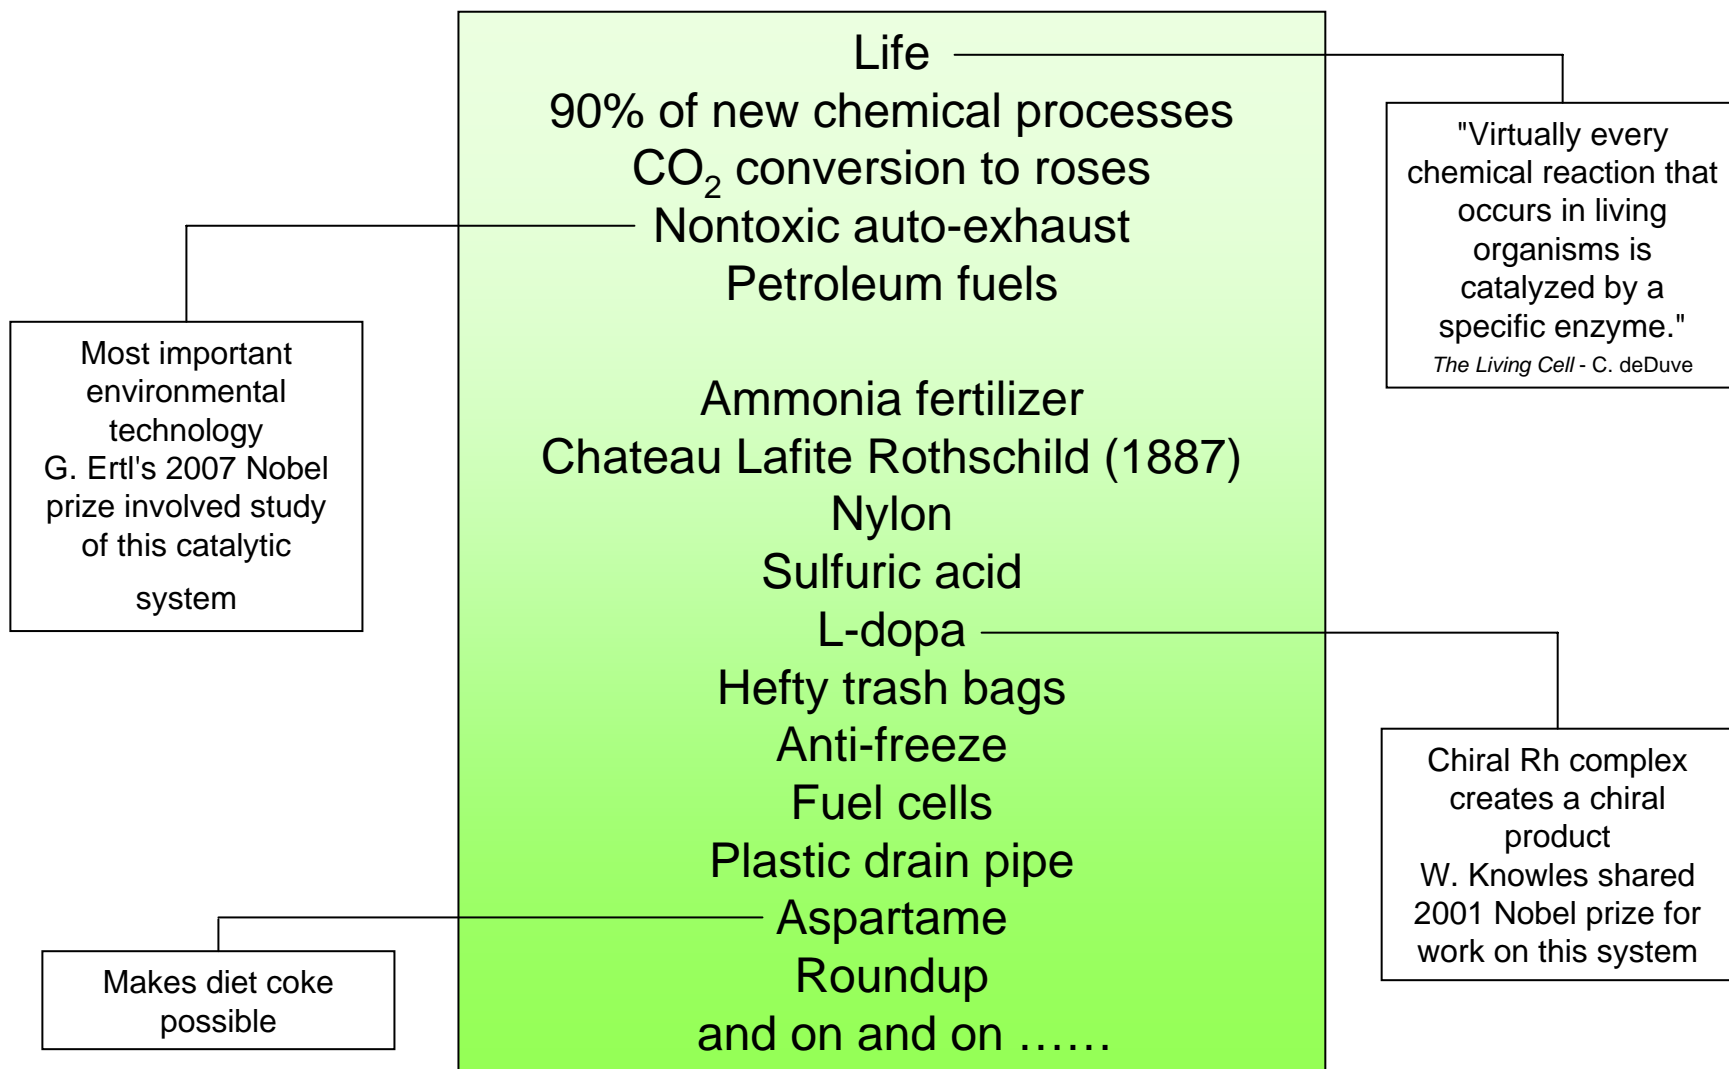 Life
90% of new chemical processes
CO₂ conversion to roses
Nontoxic auto-exhaust
Petroleum fuels
Ammonia fertilizer
Chateau Lafite Rothschild (1887)
Nylon
Sulfuric acid
L-dopa
Hefty trash bags
Anti-freeze
Fuel cells
Plastic drain pipe
Aspartame
Roundup
and on and on ......
"Virtually every
chemical reaction that
occurs in living
organisms is
catalyzed by a
specific enzyme."
The Living Cell - C. deDuve
Most important
environmental
technology
G. Ertl's 2007 Nobel
prize involved study
of this catalytic
system
Chiral Rh complex
creates a chiral
product
W. Knowles shared
2001 Nobel prize for
work on this system
Makes diet coke
possible